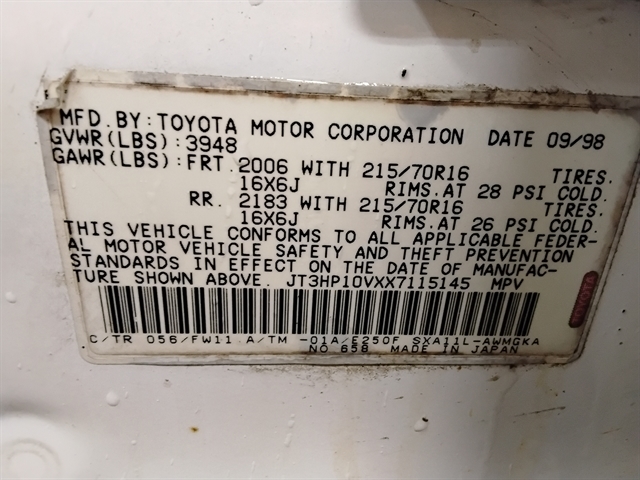 MFD.BY:TOYOTA MOTOR CORPORATION DATE 09/98
GVWR(LBS):3948
GAWR(LBS):FRT.2006 WITH 215/70R16 TIRES.
16X6J RIMS.AT 28 PSI COLD.
RR. 2183 WITH 215/70R16 TIRES.
16X6J RIMS.AT 26 PSI COLD.
THIS VEHICLE CONFORMS TO ALL APPLICABLE FEDER-
AL MOTOR VEHICLE SAFETY AND THEFT PREVENTION
STANDARDS IN EFFECT ON THE DATE OF MANUFAC-
TURE SHOWN ABOVE. JT3HP10VXX7115145 MPV
TOYOTA
C/TR 056/FW11 A/TM -01A/E250F SXA11L-AWMGKA
NO 658 MADE IN JAPAN